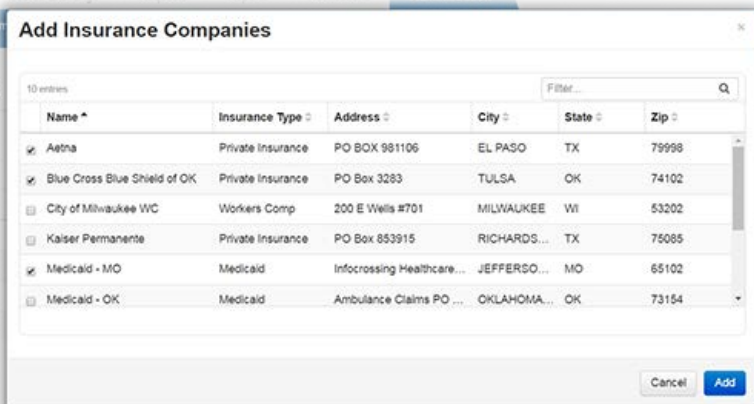 Add Insurance Companies ×
10 entries Filter...
Name Insurance Type Address City State Zip
Aetna Private Insurance PO BOX 981106 EL PASO TX 79998
Blue Cross Blue Shield of OK Private Insurance PO Box 3283 TULSA OK 74102
City of Milwaukee WC Workers Comp 200 E Wells #701 MILWAUKEE WI 53202
Kaiser Permanente Private Insurance PO Box 853915 RICHARDS... TX 75085
Medicaid - MO Medicaid Infocrossing Healthcare... JEFFERSO... MO 65102
Medicaid - OK Medicaid Ambulance Claims PO ... OKLAHOMA... OK 73154
Cancel Add